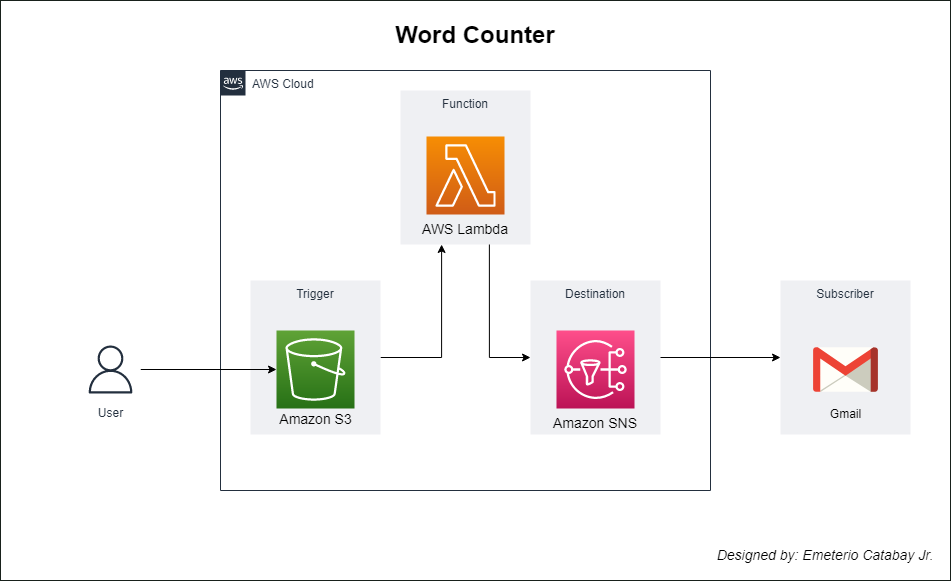 Word Counter
aws
AWS Cloud
Function
AWS Lambda
Trigger
Amazon S3
Destination
Amazon SNS
Subscriber
Gmail
User
Designed by: Emeterio Catabay Jr.